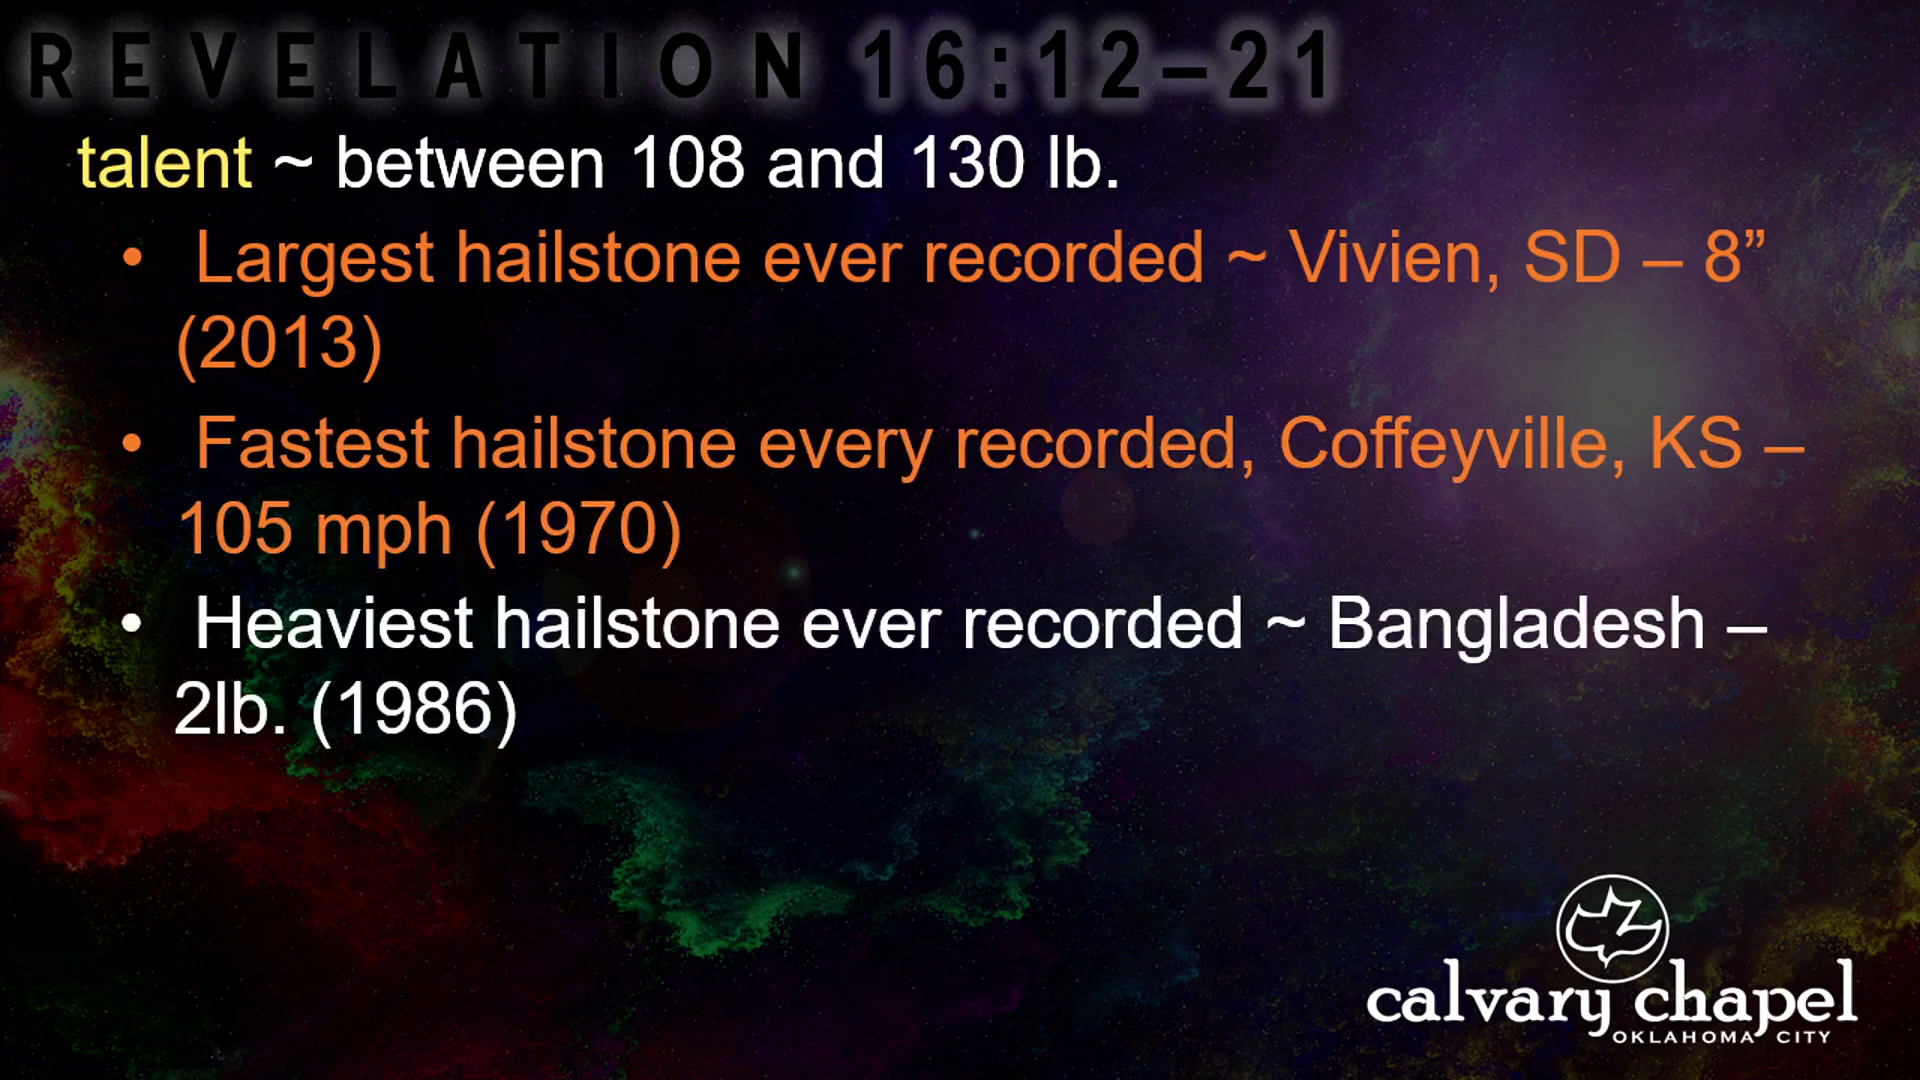 REVELATION 16:12–21
talent ~ between 108 and 130 lb.
• Largest hailstone ever recorded ~ Vivien, SD – 8”
(2013)
• Fastest hailstone every recorded, Coffeyville, KS –
105 mph (1970)
• Heaviest hailstone ever recorded ~ Bangladesh –
2lb. (1986)
calvary chapel
OKLAHOMA CITY